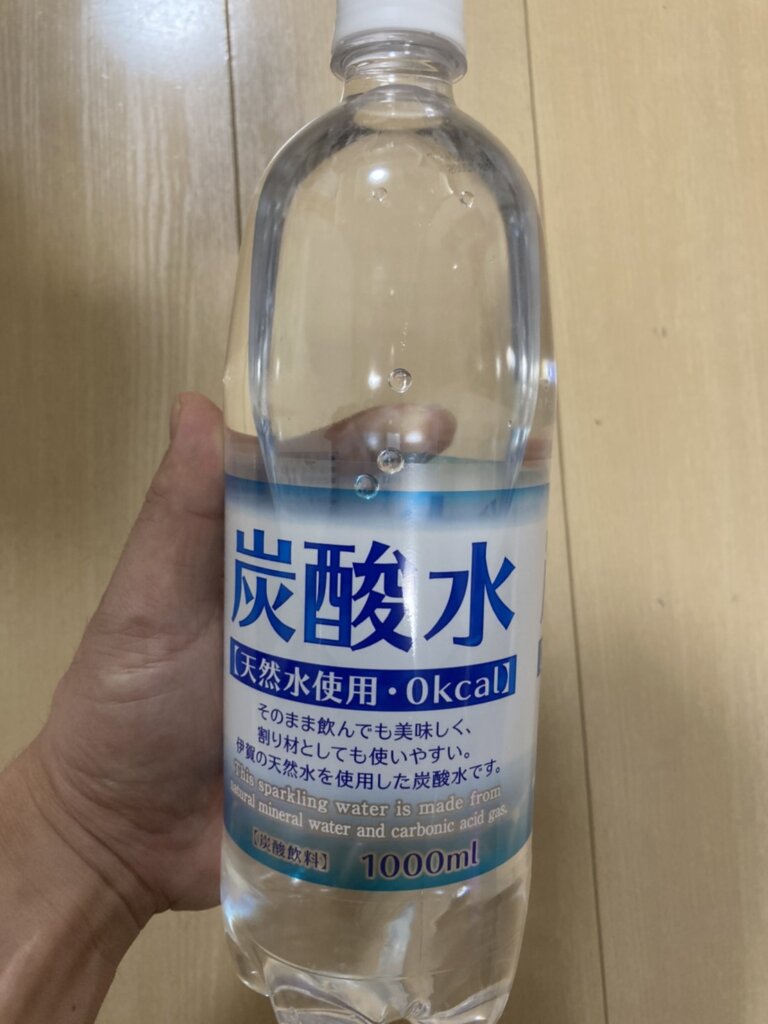 炭酸水
【天然水使用・0kcal】
そのまま飲んでも美味しく、
割り材としても使いやすい。
伊賀の天然水を使用した炭酸水です。
This sparkling water is made from
natural mineral water and carbonic acid gas.
【炭酸飲料】 1000ml